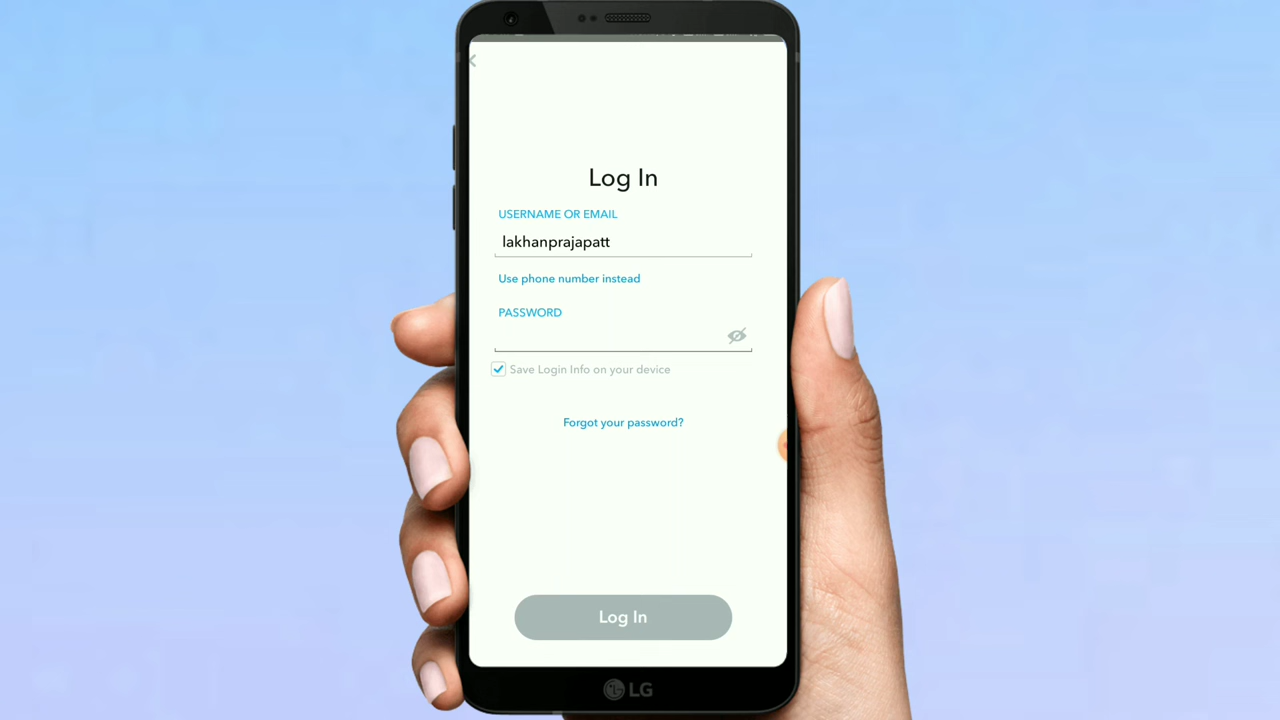 Log In
USERNAME OR EMAIL
lakhanprajapatt
Use phone number instead
PASSWORD
Save Login Info on your device
Forgot your password?
Log In
LG